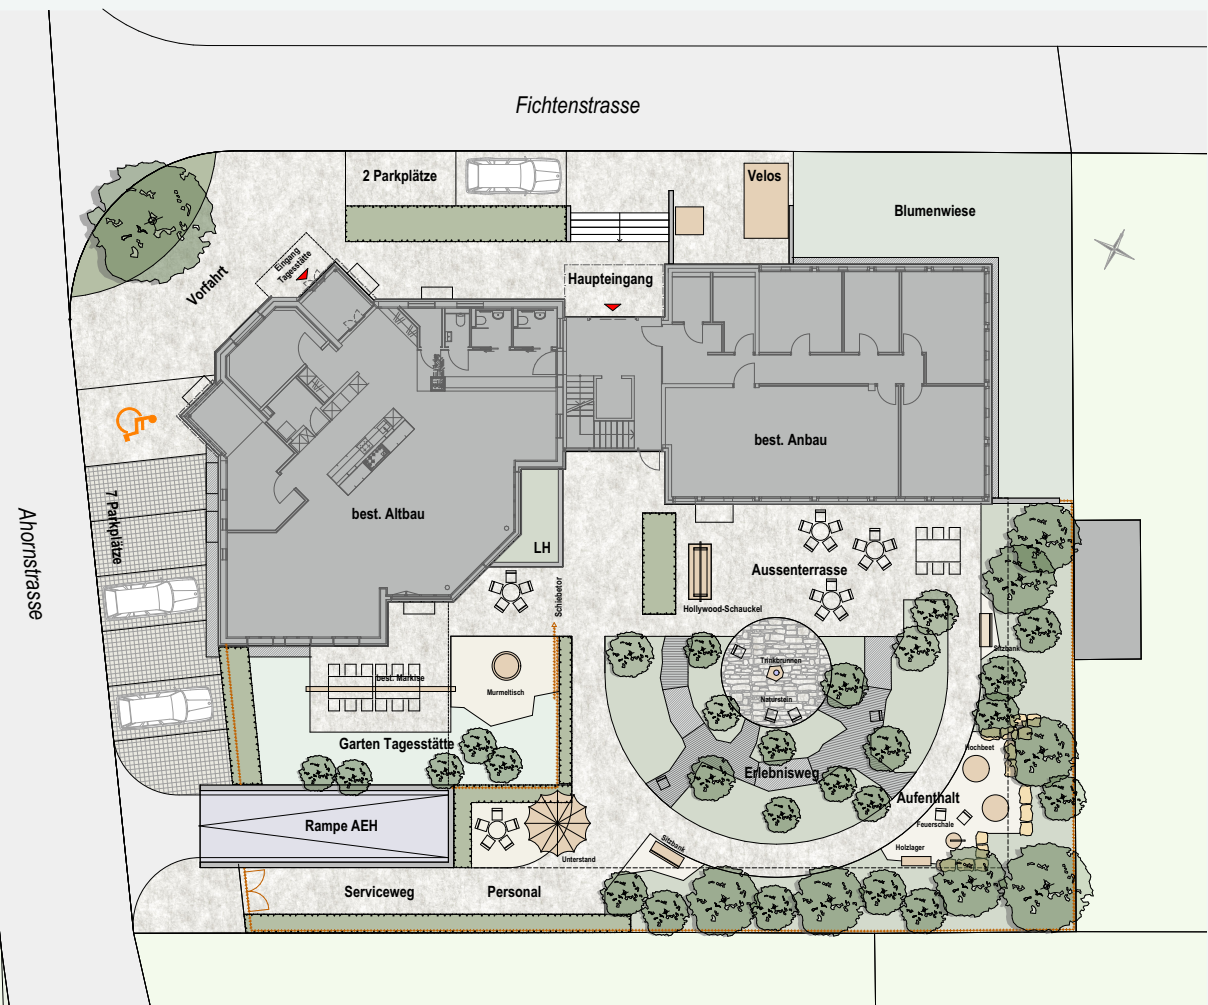 Fichtenstrasse
2 Parkplätze
Velos
Blumenwiese
Eingang
Tagesstätte
Vorfahrt
Haupteingang
best. Anbau
7 Parkplätze
best. Altbau
Ahornstrasse
LH
Schiebetor
Aussenterrasse
Hollywood-Schauckel
Sitzbank
Trinkbrunnen
best. Markise
Murmeltisch
Naturstein
Garten Tagesstätte
Hochbeet
Erlebnisweg
Aufenthalt
Rampe AEH
Feuerschale
Unterstand
Sitzbank
Holzlager
Serviceweg
Personal